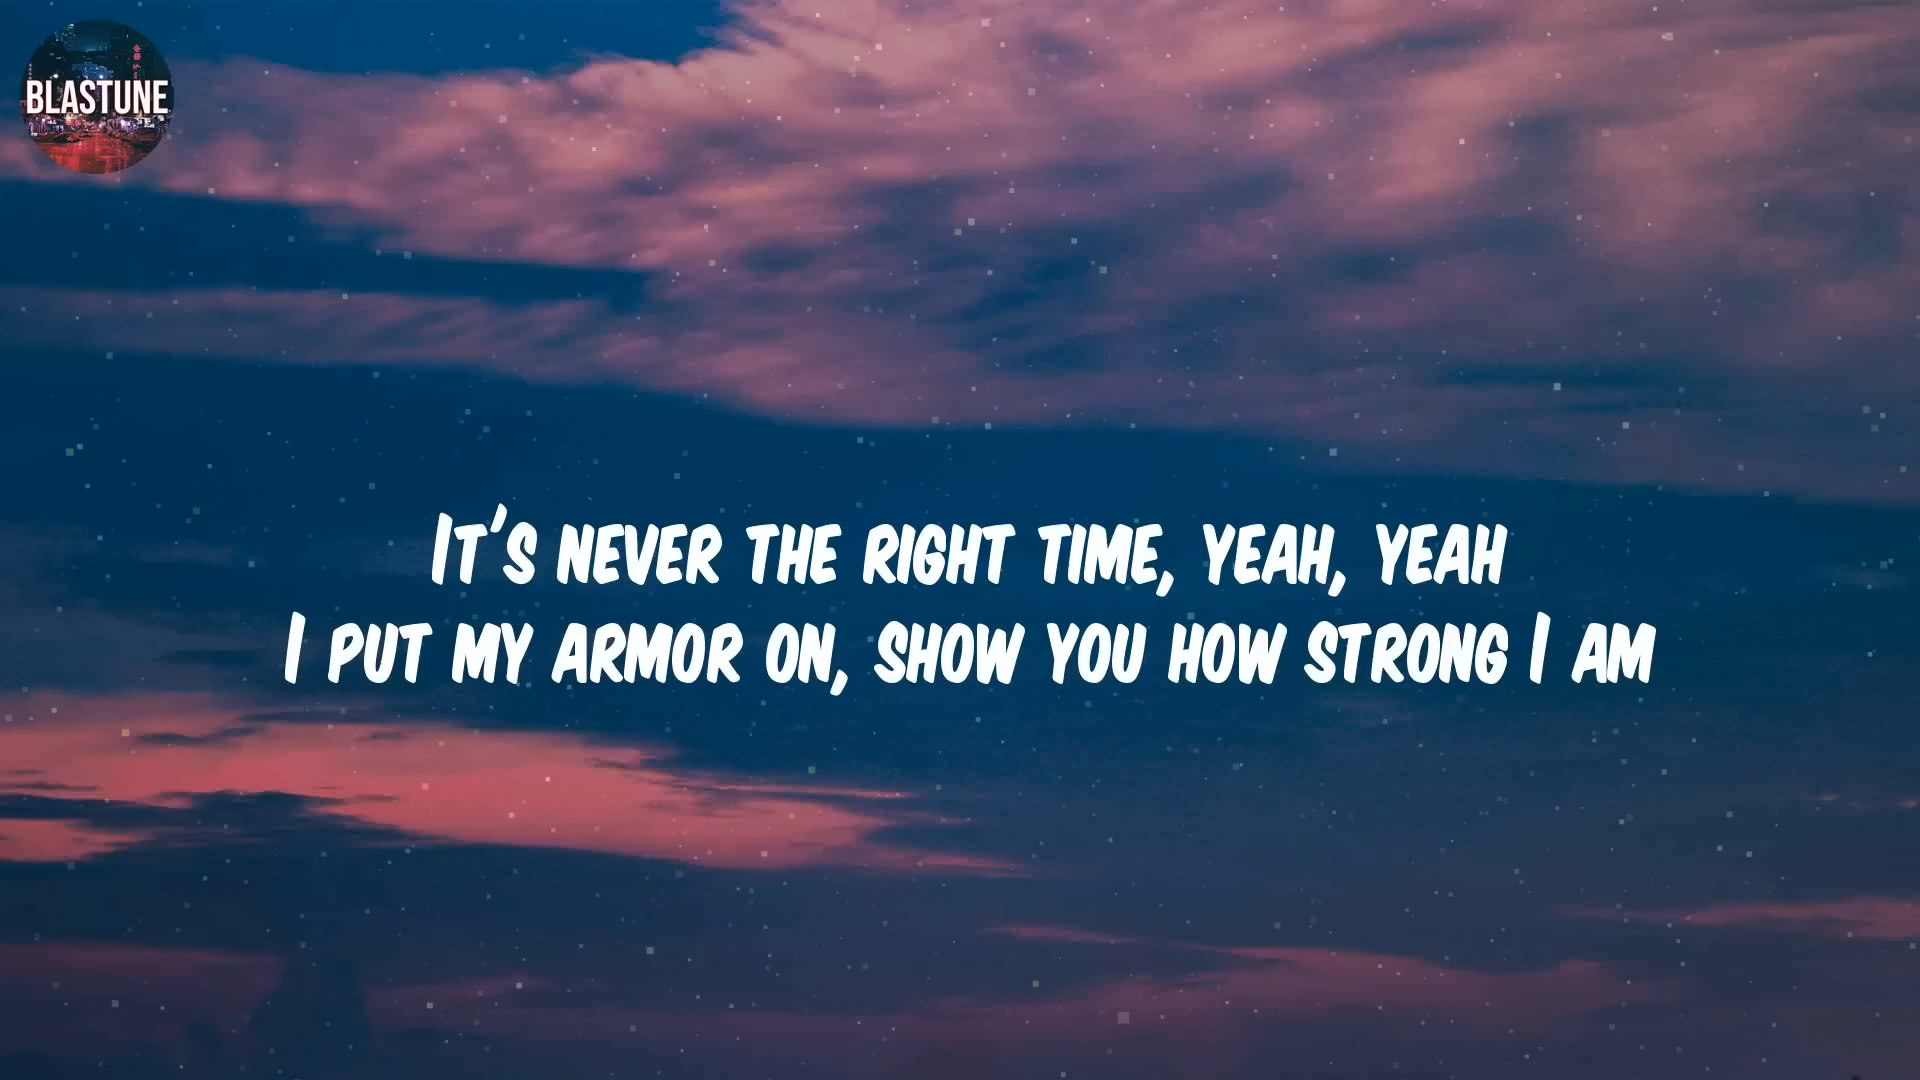 BLASTUNE
It's never the right time, yeah, yeah
I put my armor on, show you how strong I am